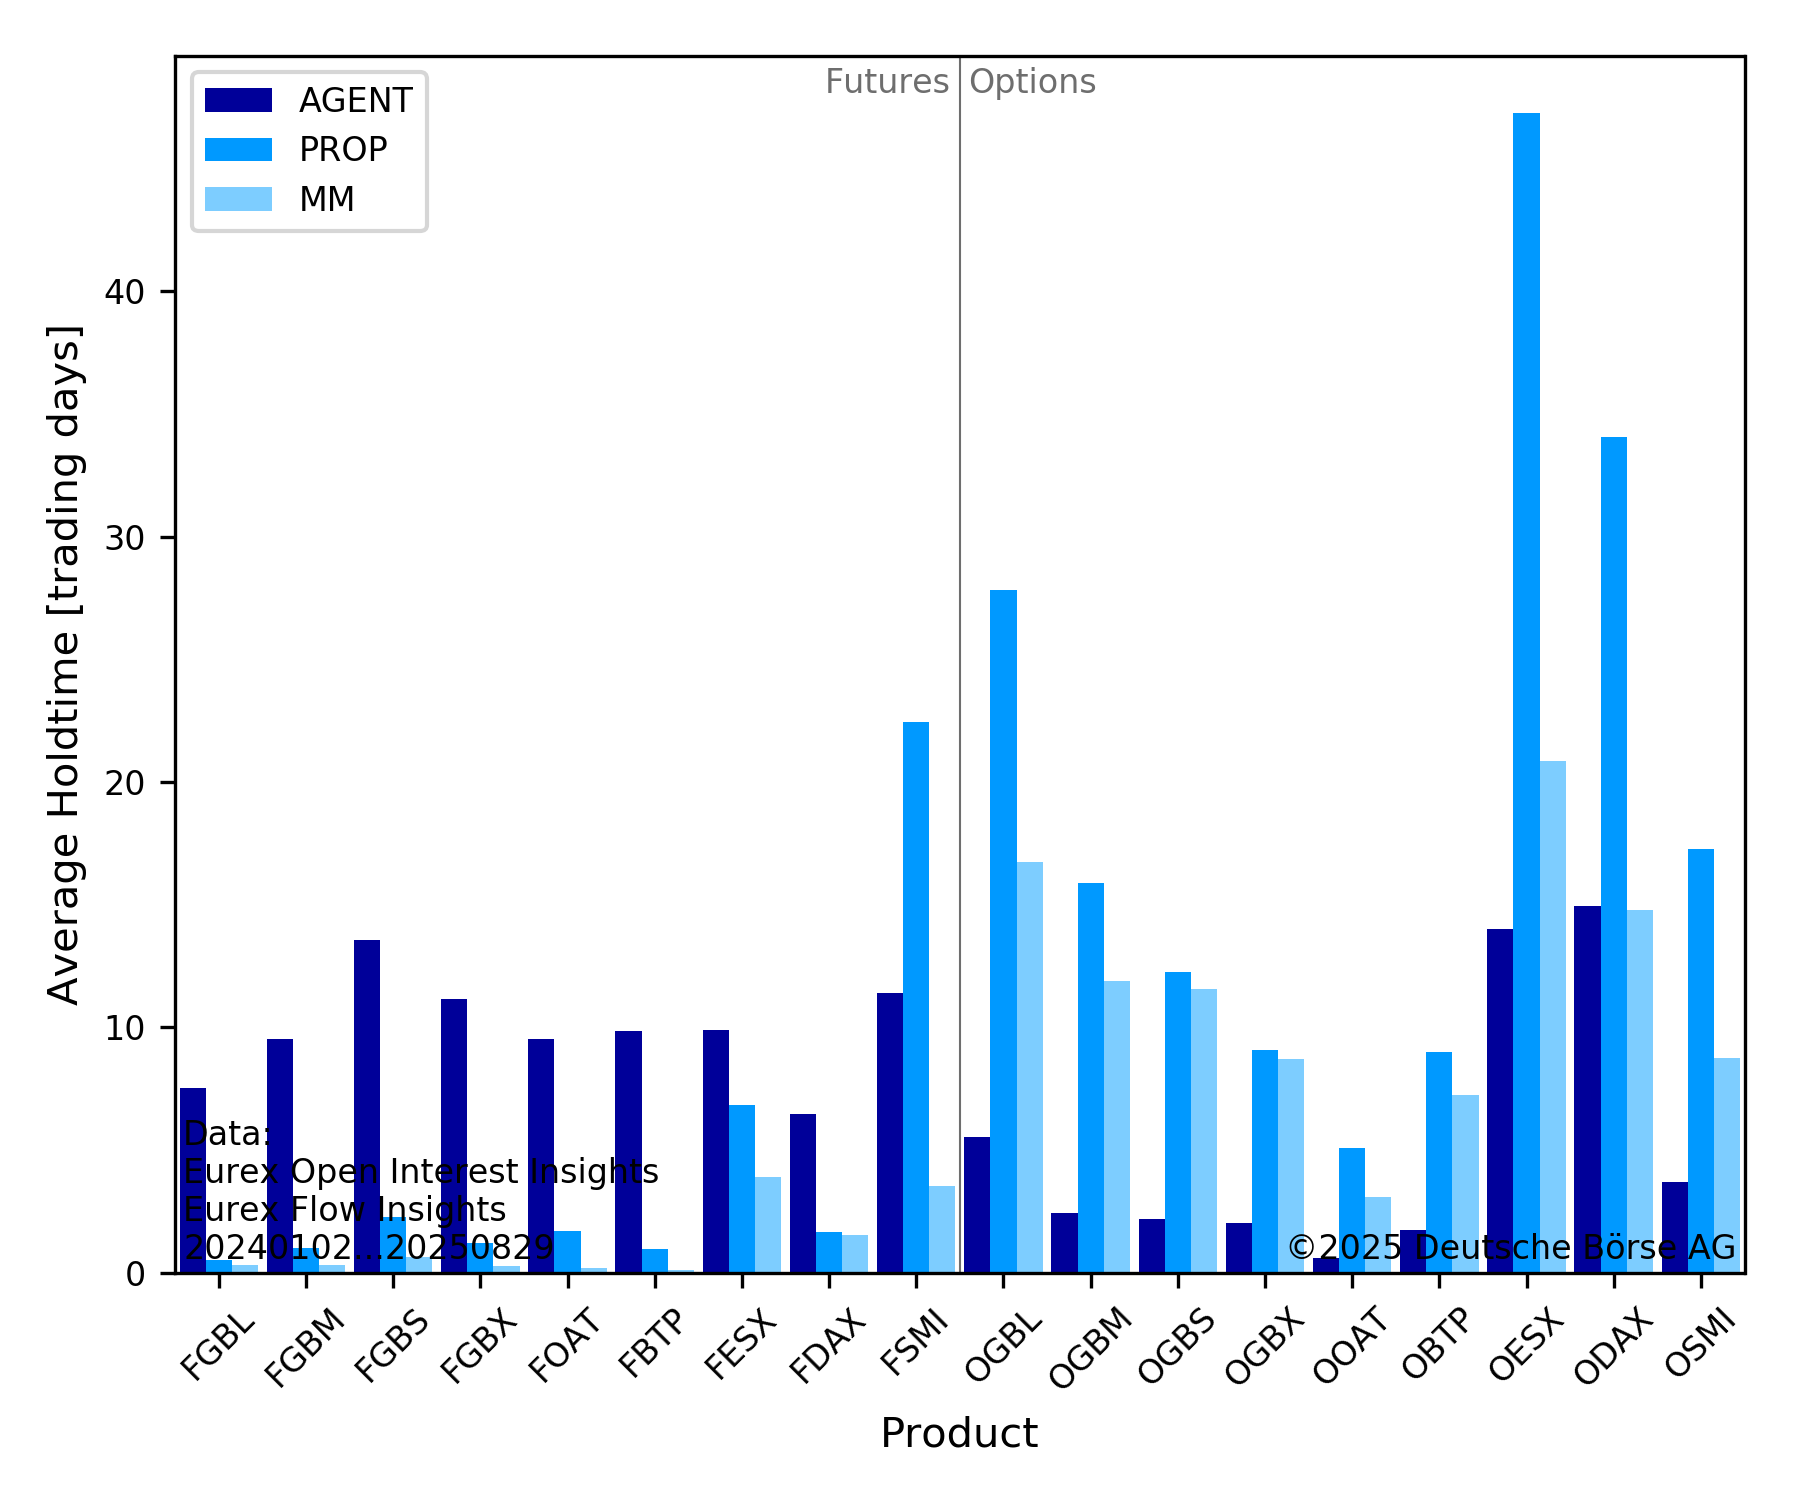 Futures Options
AGENT
PROP
MM
40
30
20
10
0
Average Holdtime [trading days]
Data:
Eurex Open Interest Insights
Eurex Flow Insights
20240102...20250829
©2025 Deutsche Börse AG
FGBL FGBM FGBS FGBX FOAT FBTP FESX FDAX FSMI OGBL OGBM OGBS OGBX OOAT OBTP OESX ODAX OSMI
Product